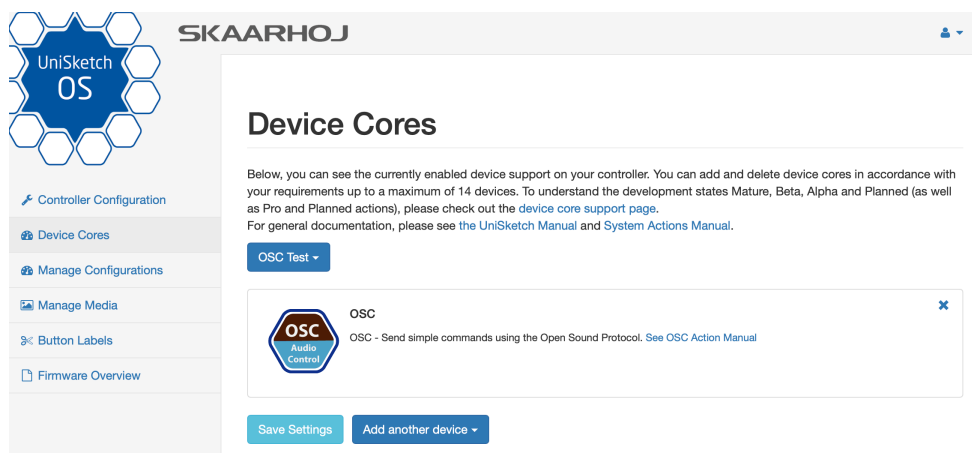 SKAARHOJ
UniSketch
OS
Controller Configuration
Device Cores
Manage Configurations
Manage Media
Button Labels
Firmware Overview
Device Cores
Below, you can see the currently enabled device support on your controller. You can add and delete device cores in accordance with
your requirements up to a maximum of 14 devices. To understand the development states Mature, Beta, Alpha and Planned (as well
as Pro and Planned actions), please check out the device core support page.
For general documentation, please see the UniSketch Manual and System Actions Manual.
OSC Test
OSC
Audio
Control
OSC
OSC - Send simple commands using the Open Sound Protocol. See OSC Action Manual
Save Settings
Add another device